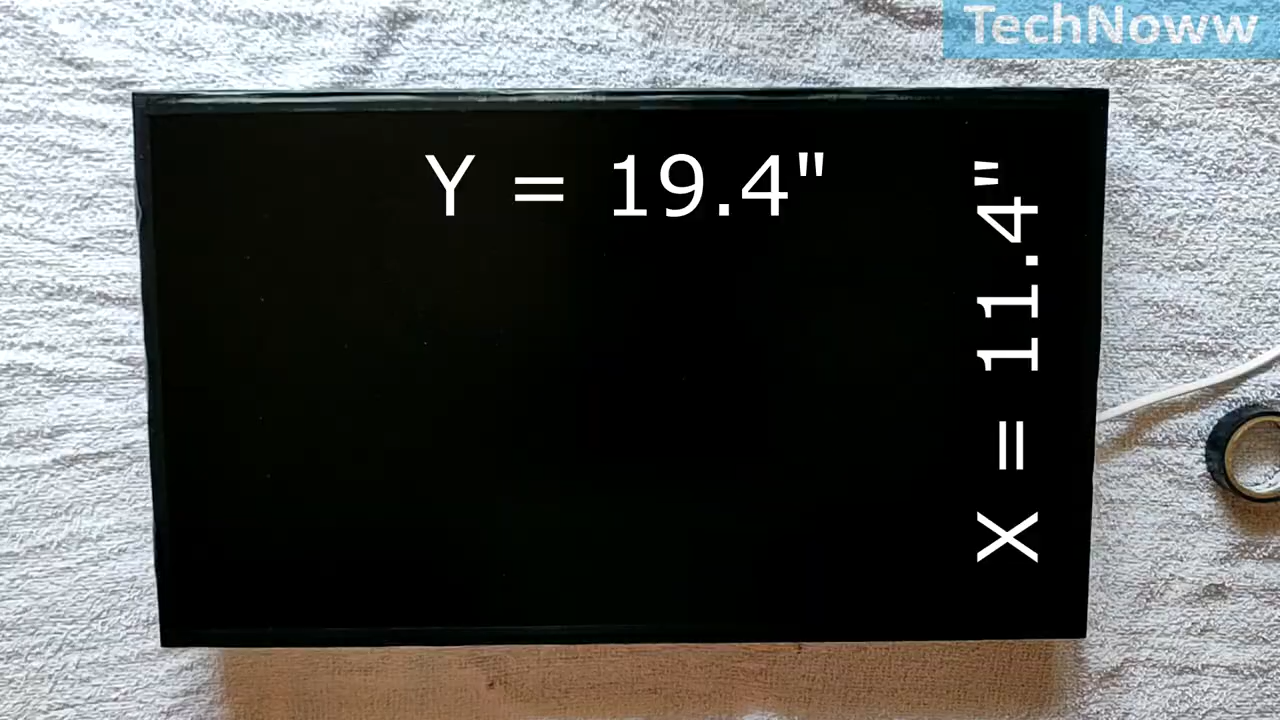 TechNoww
Y = 19.4"
X = 11.4"